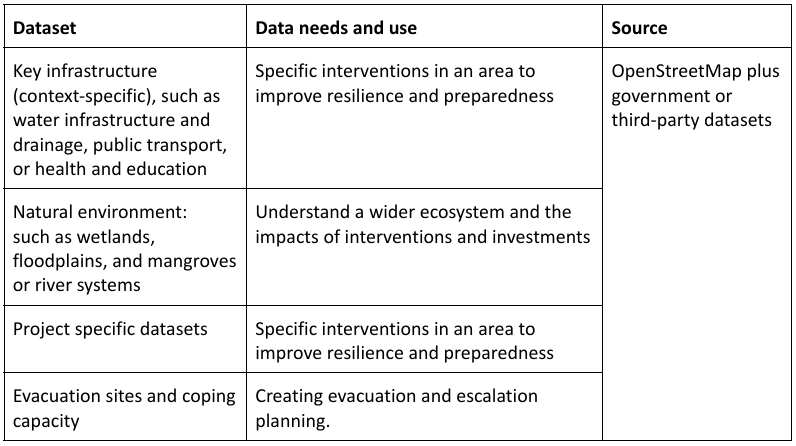 Dataset
Data needs and use
Source
Key infrastructure
(context-specific), such as
water infrastructure and
drainage, public transport,
or health and education
Specific interventions in an area to
improve resilience and preparedness
OpenStreetMap plus
government or
third-party datasets
Natural environment:
such as wetlands,
floodplains, and mangroves
or river systems
Understand a wider ecosystem and the
impacts of interventions and investments
Project specific datasets
Specific interventions in an area to
improve resilience and preparedness
Evacuation sites and coping
capacity
Creating evacuation and escalation
planning.